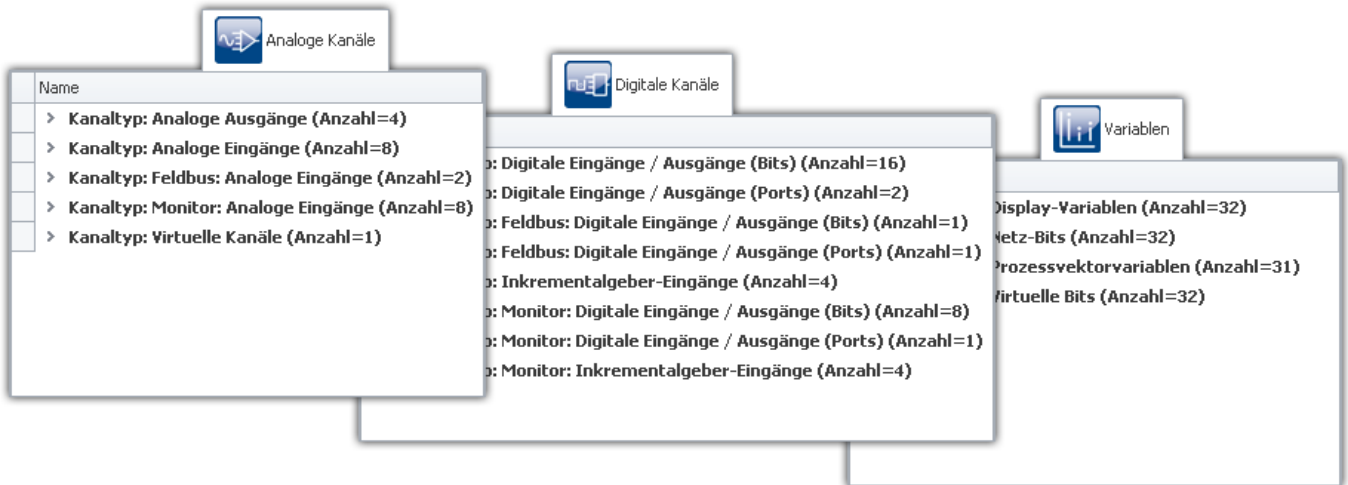 Analoge Kanäle
Name
Kanaltyp: Analoge Ausgänge (Anzahl=4)
Kanaltyp: Analoge Eingänge (Anzahl=8)
Kanaltyp: Feldbus: Analoge Eingänge (Anzahl=2)
Kanaltyp: Monitor: Analoge Eingänge (Anzahl=8)
Kanaltyp: Virtuelle Kanäle (Anzahl=1)
Digitale Kanäle
Digitale Eingänge / Ausgänge (Bits) (Anzahl=16)
Digitale Eingänge / Ausgänge (Ports) (Anzahl=2)
Feldbus: Digitale Eingänge / Ausgänge (Bits) (Anzahl=1)
Feldbus: Digitale Eingänge / Ausgänge (Ports) (Anzahl=1)
Inkrementalgeber-Eingänge (Anzahl=4)
Monitor: Digitale Eingänge / Ausgänge (Bits) (Anzahl=8)
Monitor: Digitale Eingänge / Ausgänge (Ports) (Anzahl=1)
Monitor: Inkrementalgeber-Eingänge (Anzahl=4)
Variablen
Display-Variablen (Anzahl=32)
Netz-Bits (Anzahl=32)
Prozessvektorvariablen (Anzahl=31)
Virtuelle Bits (Anzahl=32)